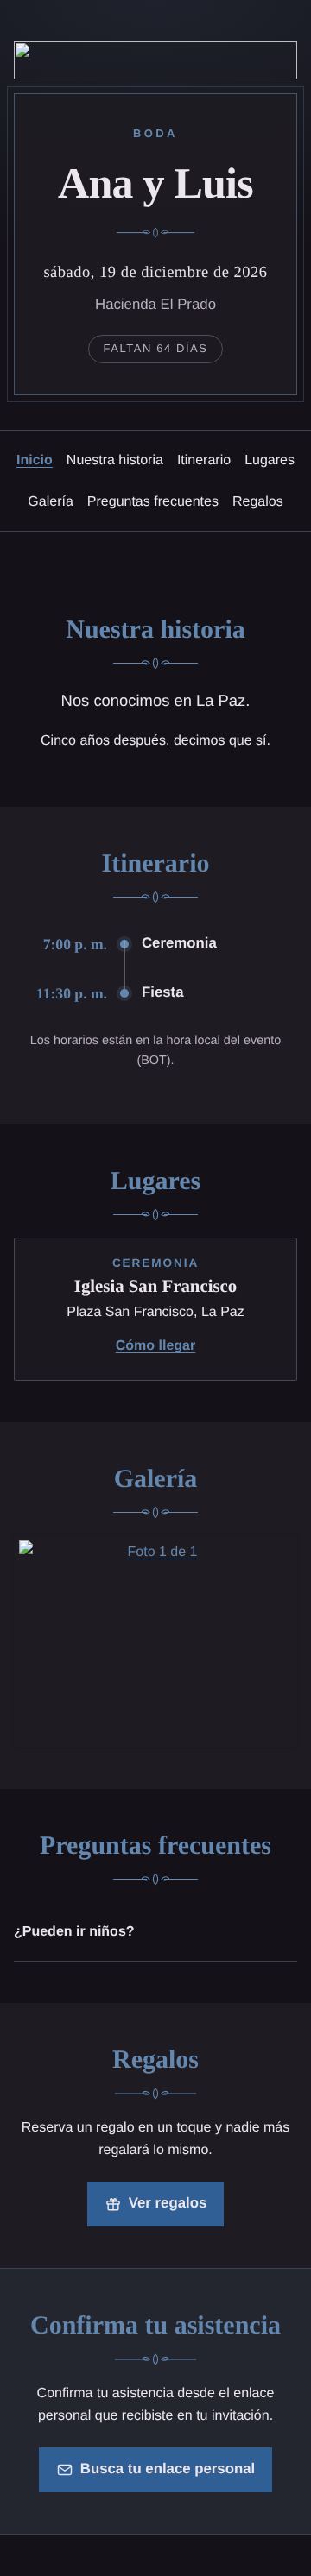 BODA
Ana y Luis
sábado, 19 de diciembre de 2026
Hacienda El Prado
FALTAN 64 DÍAS
Inicio Nuestra historia Itinerario Lugares
Galería Preguntas frecuentes Regalos
Nuestra historia
Nos conocimos en La Paz.
Cinco años después, decimos que sí.
Itinerario
7:00 p. m. Ceremonia
11:30 p. m. Fiesta
Los horarios están en la hora local del evento
(BOT).
Lugares
CEREMONIA
Iglesia San Francisco
Plaza San Francisco, La Paz
Cómo llegar
Galería
Foto 1 de 1
Preguntas frecuentes
¿Pueden ir niños?
Regalos
Reserva un regalo en un toque y nadie más
regalará lo mismo.
Ver regalos
Confirma tu asistencia
Confirma tu asistencia desde el enlace
personal que recibiste en tu invitación.
Busca tu enlace personal